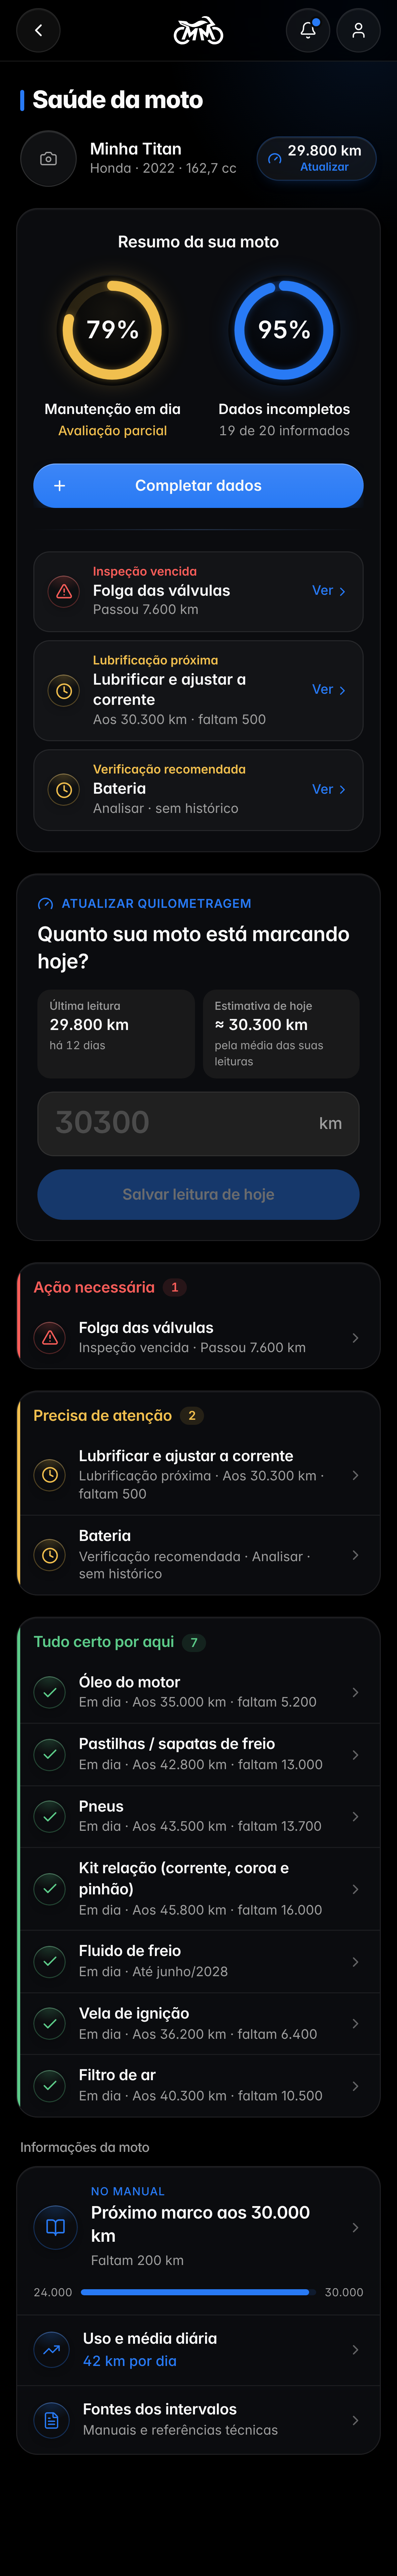 Saúde da moto
Minha Titan
Honda · 2022 · 162,7 cc
29.800 km
Atualizar
Resumo da sua moto
79%
95%
Manutenção em dia
Avaliação parcial
Dados incompletos
19 de 20 informados
Completar dados
Inspeção vencida
Folga das válvulas
Passou 7.600 km
Ver
Lubrificação próxima
Lubrificar e ajustar a
corrente
Aos 30.300 km · faltam 500
Ver
Verificação recomendada
Bateria
Analisar · sem histórico
Ver
ATUALIZAR QUILOMETRAGEM
Quanto sua moto está marcando
hoje?
Última leitura
29.800 km
há 12 dias
Estimativa de hoje
≈ 30.300 km
pela média das suas
leituras
30300
km
Salvar leitura de hoje
Ação necessária 1
Folga das válvulas
Inspeção vencida · Passou 7.600 km
Precisa de atenção 2
Lubrificar e ajustar a corrente
Lubrificação próxima · Aos 30.300 km ·
faltam 500
Bateria
Verificação recomendada · Analisar ·
sem histórico
Tudo certo por aqui 7
Óleo do motor
Em dia · Aos 35.000 km · faltam 5.200
Pastilhas / sapatas de freio
Em dia · Aos 42.800 km · faltam 13.000
Pneus
Em dia · Aos 43.500 km · faltam 13.700
Kit relação (corrente, coroa e
pinhão)
Em dia · Aos 45.800 km · faltam 16.000
Fluido de freio
Em dia · Até junho/2028
Vela de ignição
Em dia · Aos 36.200 km · faltam 6.400
Filtro de ar
Em dia · Aos 40.300 km · faltam 10.500
Informações da moto
NO MANUAL
Próximo marco aos 30.000
km
Faltam 200 km
24.000
30.000
Uso e média diária
42 km por dia
Fontes dos intervalos
Manuais e referências técnicas